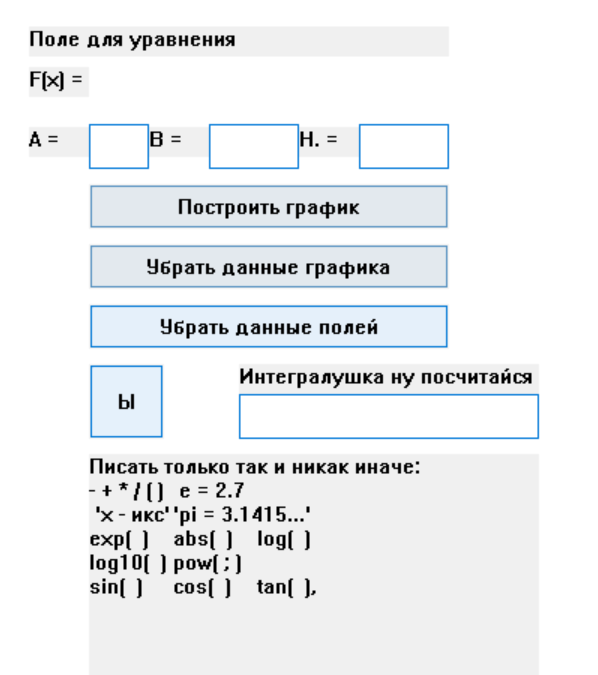 Поле для уравнения
F(x) =
A = B = H. =
Построить график
Убрать данные графика
Убрать данные полей
Ы
Интегралушка ну посчитайся
Писать только так и никак иначе:
- + * / ( ) e = 2.7
'x - икс' 'pi = 3.1415...'
exp( ) abs( ) log( )
log10( ) pow( ; )
sin( ) cos( ) tan( ),